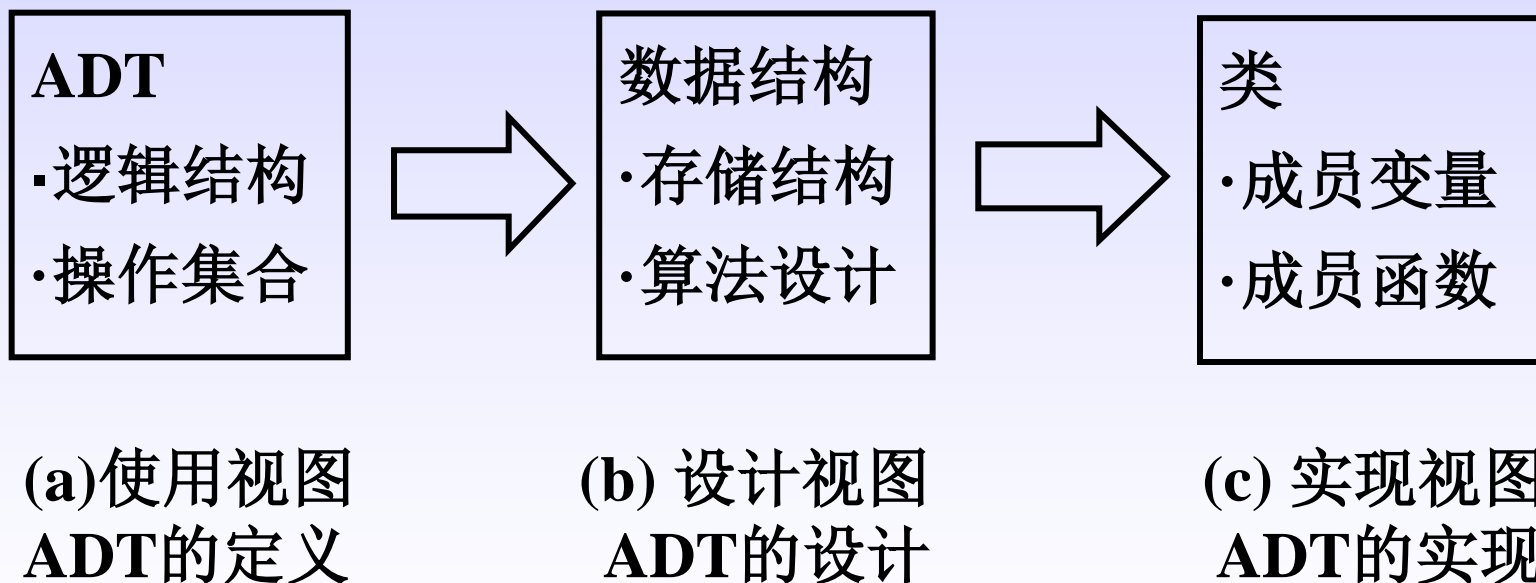 ADT
·逻辑结构
·操作集合
数据结构
·存储结构
·算法设计
类
·成员变量
·成员函数
(a)使用视图
ADT的定义
(b) 设计视图
ADT的设计
(c) 实现视图
ADT的实现